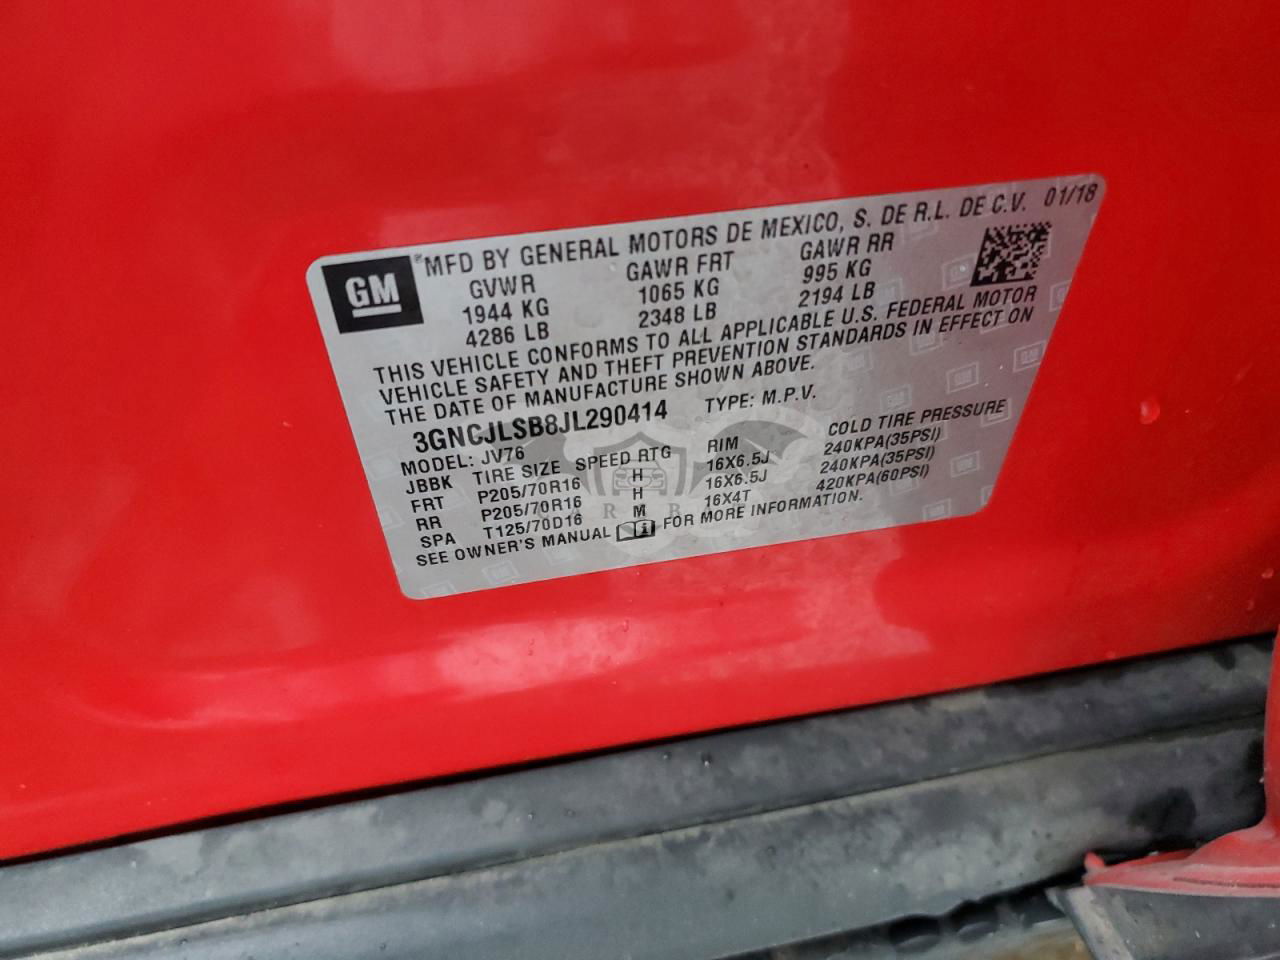 MFD BY GENERAL MOTORS DE MEXICO, S. DE R.L. DE C.V. 01/18
GM
GVWR GAWR FRT GAWR RR
1944 KG 1065 KG 995 KG
4286 LB 2348 LB 2194 LB
THIS VEHICLE CONFORMS TO ALL APPLICABLE U.S. FEDERAL MOTOR
VEHICLE SAFETY AND THEFT PREVENTION STANDARDS IN EFFECT ON
THE DATE OF MANUFACTURE SHOWN ABOVE.
3GNCJLSB8JL290414 TYPE: M.P.V.
MODEL: JV76
JBBK TIRE SIZE SPEED RTG RIM COLD TIRE PRESSURE
FRT P205/70R16 H 16X6.5J 240KPA(35PSI)
RR P205/70R16 H 16X6.5J 240KPA(35PSI)
SPA T125/70D16 M 16X4T 420KPA(60PSI)
SEE OWNER'S MANUAL i FOR MORE INFORMATION.